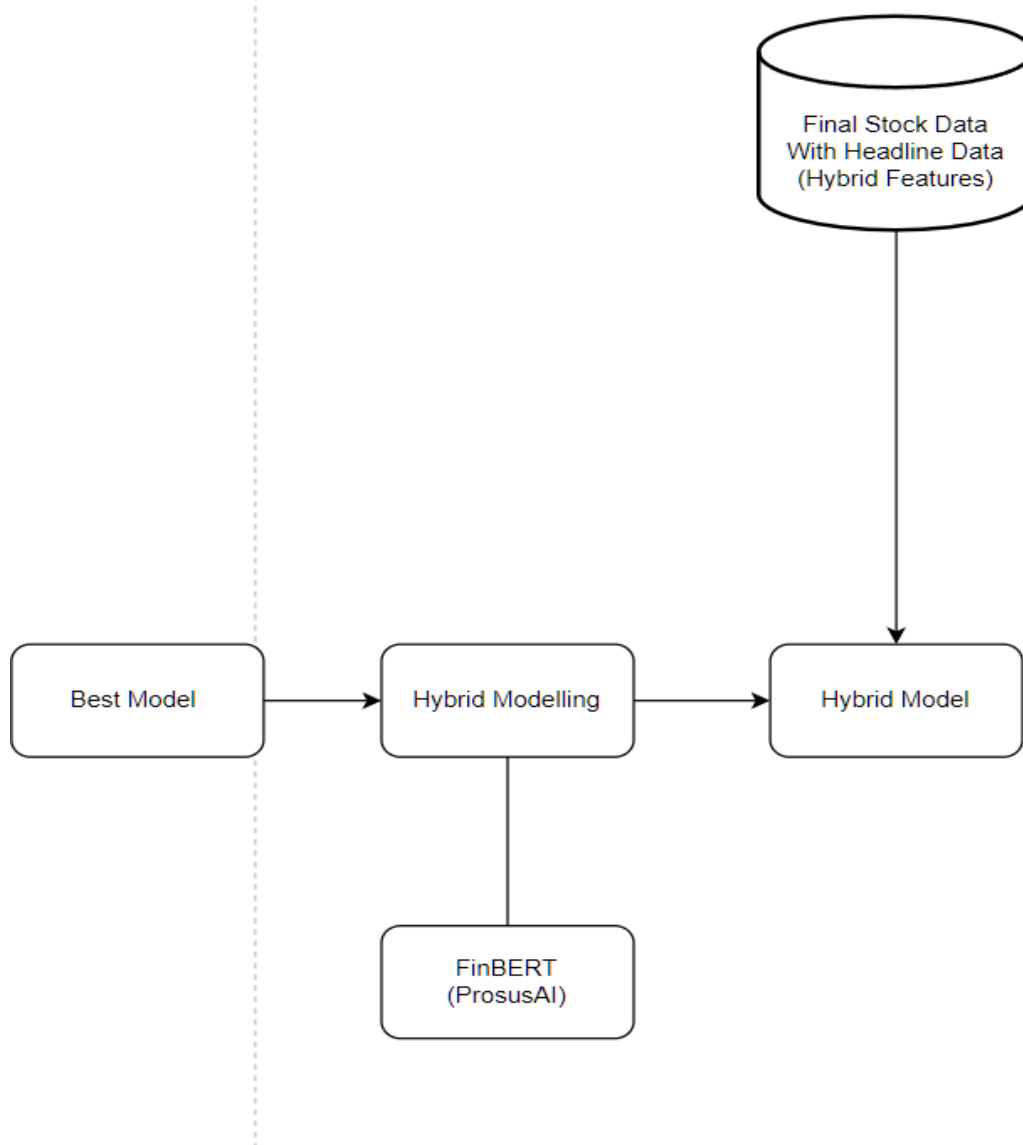 Final Stock Data
With Headline Data
(Hybrid Features)
Best Model
Hybrid Modelling
Hybrid Model
FinBERT
(ProsusAI)